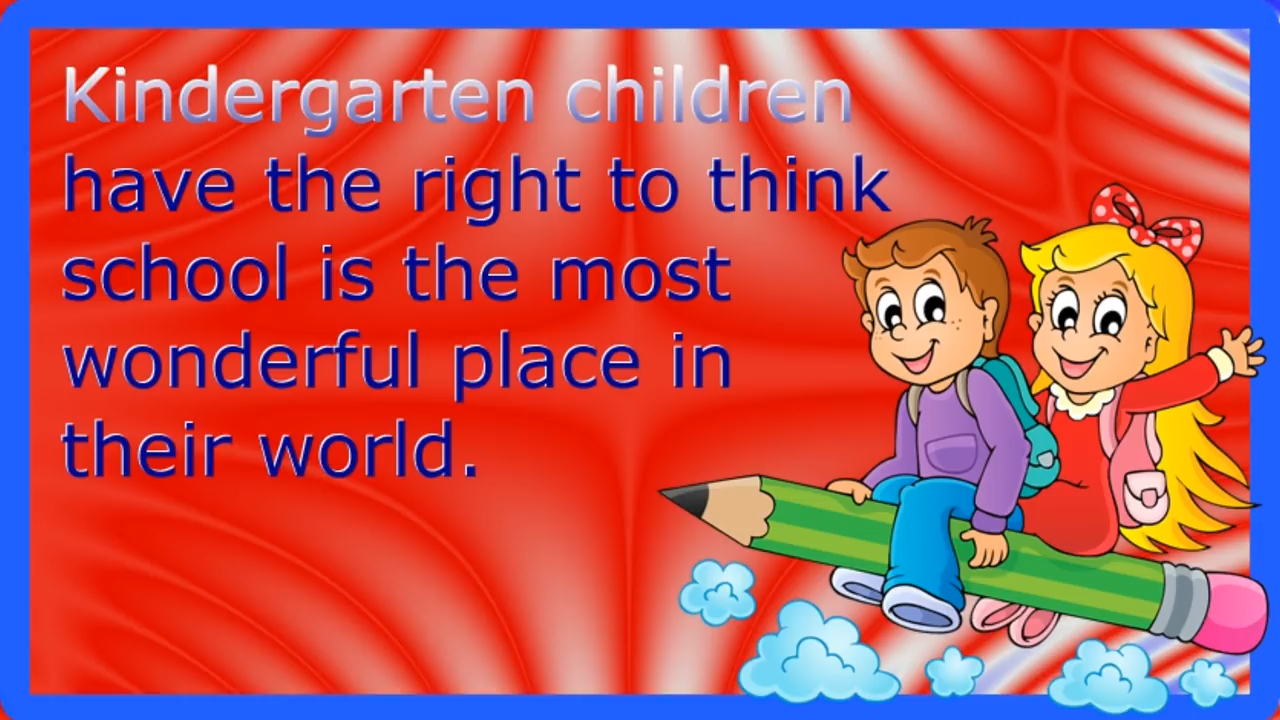 Kindergarten children
have the right to think
school is the most
wonderful place in
their world.